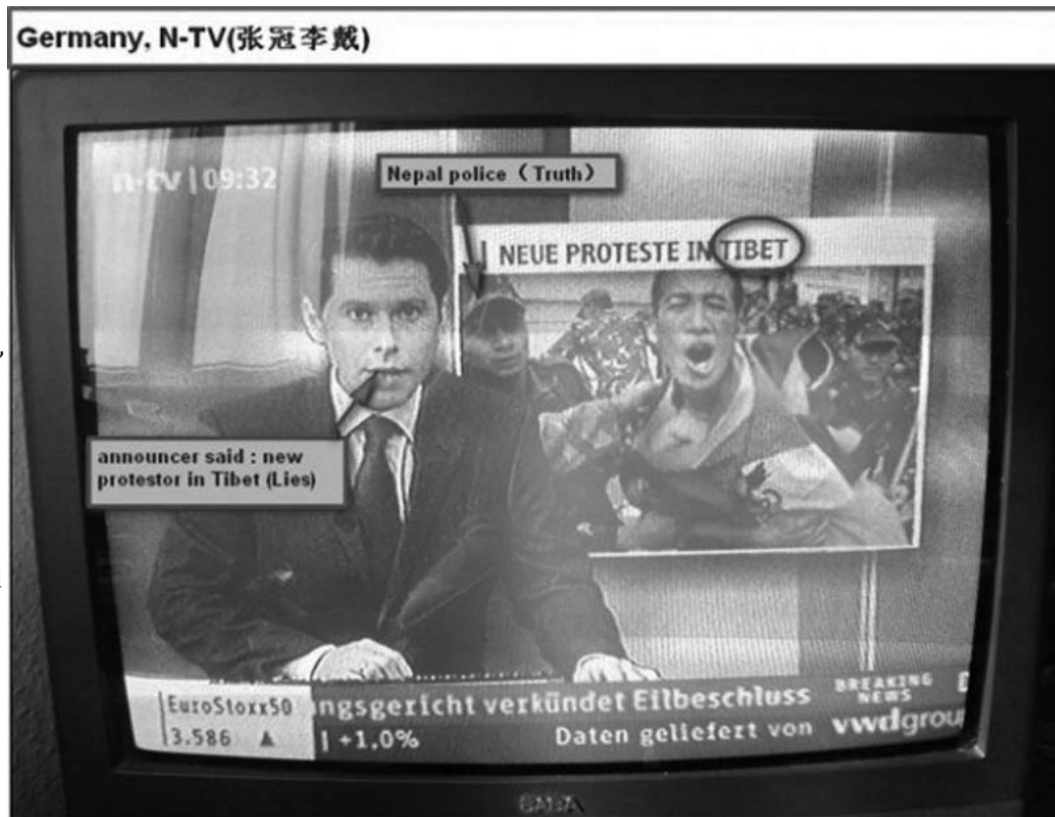 Germany, N-TV(张冠李戴)
n-tv | 09:32
Nepal police (Truth)
NEUE PROTESTE IN TIBET
announcer said : new
protestor in Tibet (Lies)
EuroStoxx50
3.586 ▲
ngsgericht verkündet Eilbeschluss
BREAKING
NEWS
| +1,0%
Daten geliefert von
vwdgrou
SABA